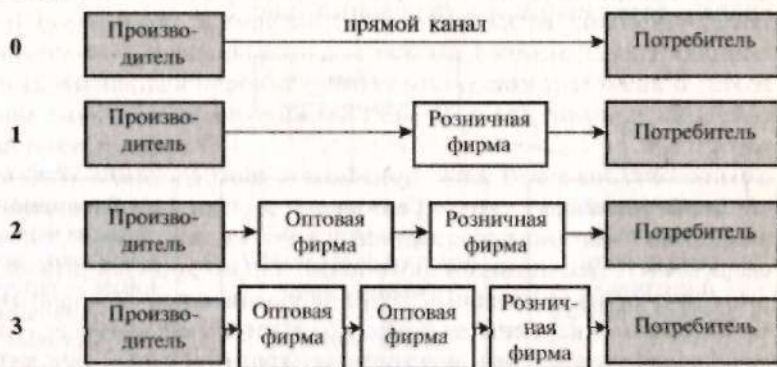 0
Произво-
дитель
прямой канал
Потребитель
1
Произво-
дитель
Розничная
фирма
Потребитель
2
Произво-
дитель
Оптовая
фирма
Розничная
фирма
Потребитель
3
Произво-
дитель
Оптовая
фирма
Оптовая
фирма
Рознич-
ная
фирма
Потребитель